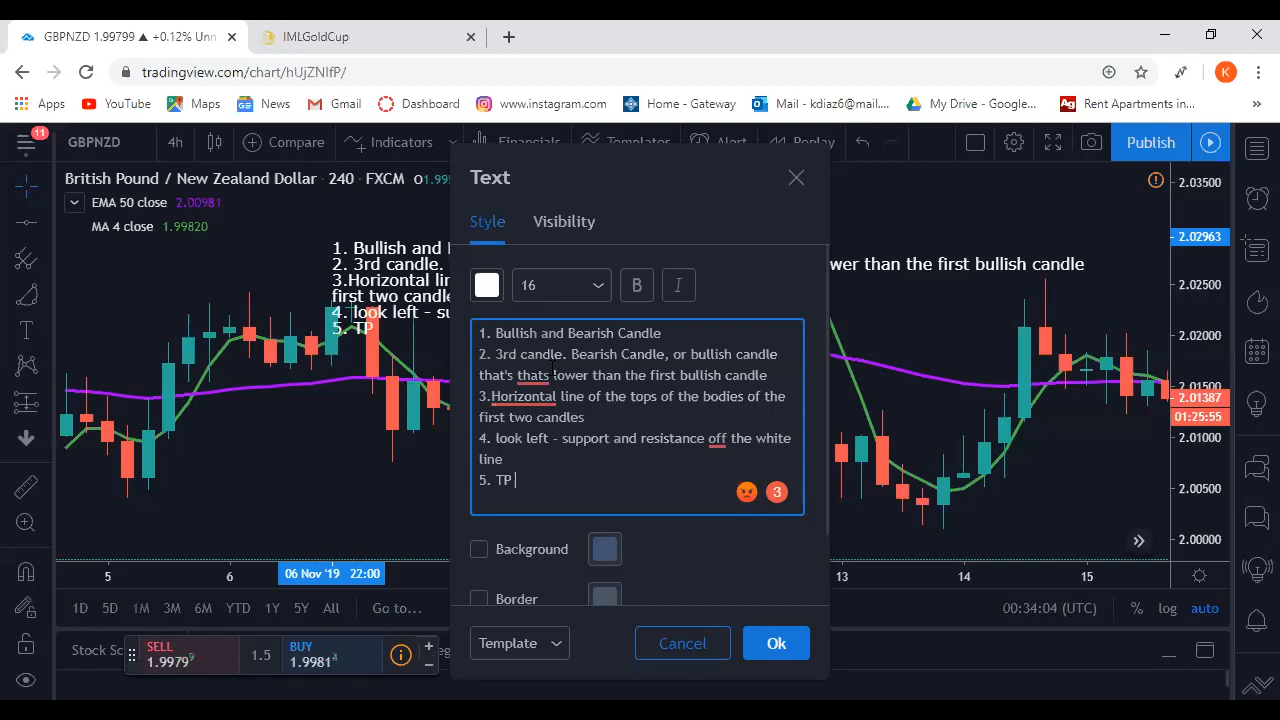 GBPNZD 1.99799 ▲ +0.12% Unn
IMLGoldCup
tradingview.com/chart/hUjZNIfP/
K
Apps
YouTube
Maps
News
Gmail
Dashboard
www.instagram.com
Home - Gateway
Mail - kalaz6@mail....
My Drive - Google...
Rent Apartments in...
11
GBPNZD
4h
Compare
Indicators
Financials
Templates
Alert
Replay
Publish
British Pound / New Zealand Dollar · 240 · FXCM
EMA 50 close 2.00981
MA 4 close 1.99820
1. Bullish and
2. 3rd candle.
wer than the first bullish candle
3.Horizontal lin
first two candle
4. look left - su
5. TP
Text
Style
Visibility
16
B
I
1. Bullish and Bearish Candle
2. 3rd candle. Bearish Candle, or bullish candle
that's thats lower than the first bullish candle
3.Horizontal line of the tops of the bodies of the
first two candles
4. look left - support and resistance off the white
line
5. TP
3
Background
Border
Template
Cancel
Ok
2.03500
2.02963
2.02500
2.02000
2.01500
2.01387
01:25:55
2.01000
2.00500
2.00000
5
6
06 Nov '19 22:00
13
14
15
1D
5D
1M
3M
6M
YTD
1Y
5Y
All
Go to...
00:34:04 (UTC)
%
log
auto
Stock Sc
SELL
1.99799
1.5
BUY
1.99814